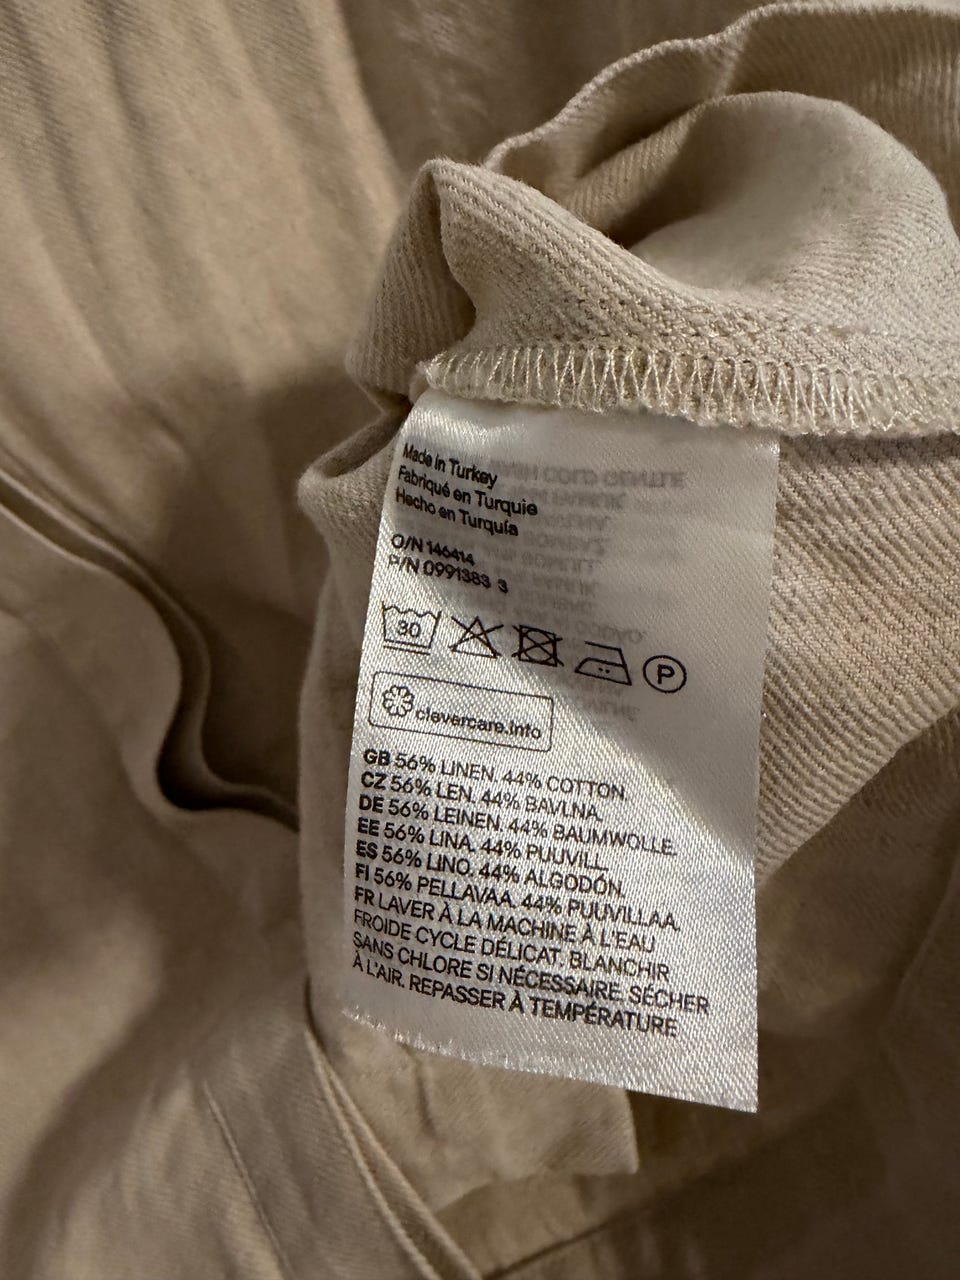 Made in Turkey
Fabriqué en Turquie
Hecho en Turquía
O/N 146414
P/N 0991383 3
30
P
clevercare.info
GB 56% LINEN. 44% COTTON.
CZ 56% LEN. 44% BAVLNA.
DE 56% LEINEN. 44% BAUMWOLLE.
EE 56% LINA. 44% PUUVILL.
ES 56% LINO. 44% ALGODÓN.
FI 56% PELLAVAA. 44% PUUVILLAA.
FR LAVER À LA MACHINE À L'EAU
FROIDE CYCLE DÉLICAT. BLANCHIR
SANS CHLORE SI NÉCESSAIRE. SÉCHER
À L'AIR. REPASSER À TEMPÉRATURE